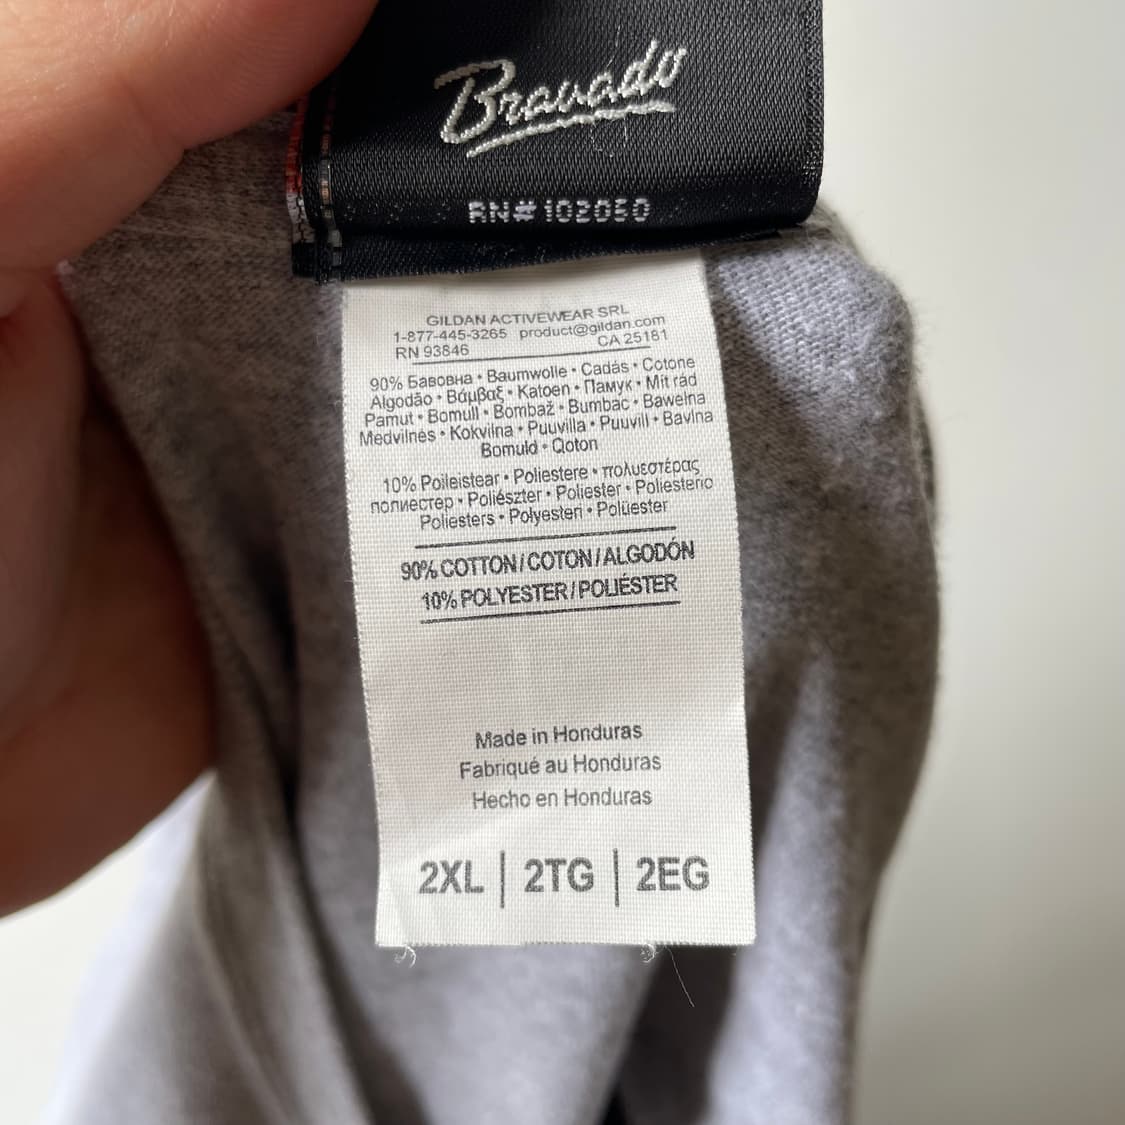 Bravado
RN#103050
GILDAN ACTIVEWEAR SRL
1-877-445-3265 product@gildan.com
RN 93846 CA 25181
90% Бавовна • Baumwolle • Cadás • Cotone
Algodão • Βάμβαξ • Katoen • Памук • Mit rád
Pamut • Bomull • Bombaž • Bumbac • Bawełna
Medvilnės • Kokvilna • Puuvilla • Puuvill • Bavlna
Bomuld • Qoton
10% Poileistear • Poliestere • πολυεστέρας
полиестер • Poliészter • Poliester • Poliesterio
Poliesters • Polyesteri • Polüester
90% COTTON/COTON/ALGODÓN
10% POLYESTER/POLIÉSTER
Made in Honduras
Fabriqué au Honduras
Hecho en Honduras
2XL | 2TG | 2EG